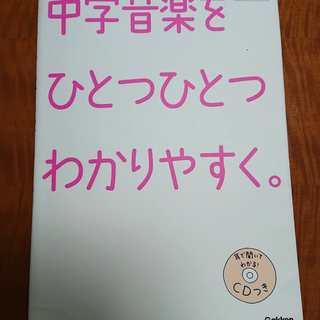 中学音楽を
ひとつひとつ
わかりやすく。
耳で聞いて
わかる!
CDつき
Gakken